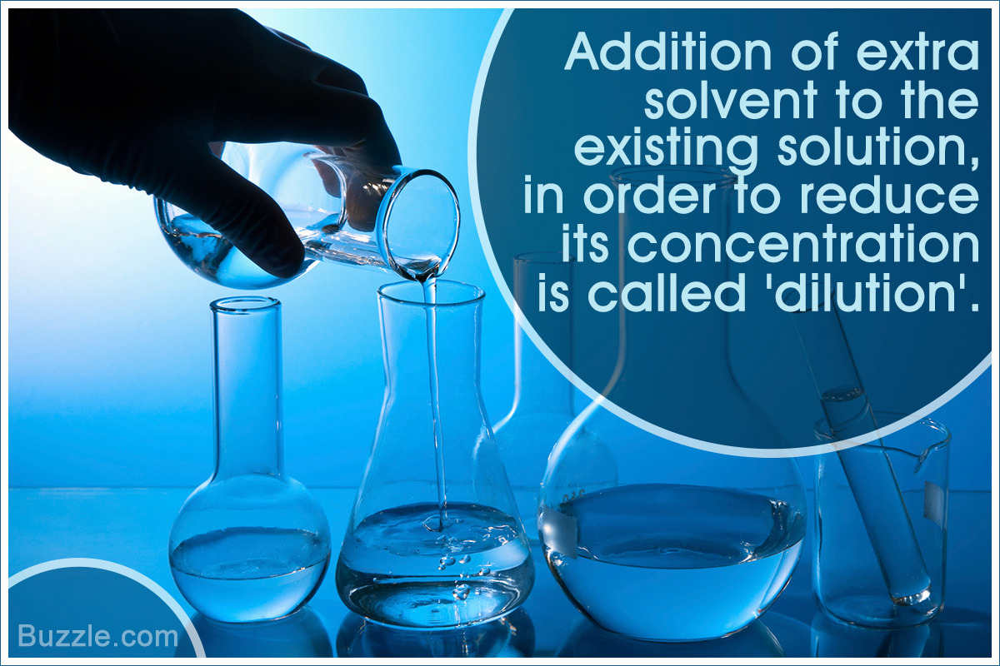 Addition of extra
solvent to the
existing solution,
in order to reduce
its concentration
is called 'dilution'.
Buzzle.com